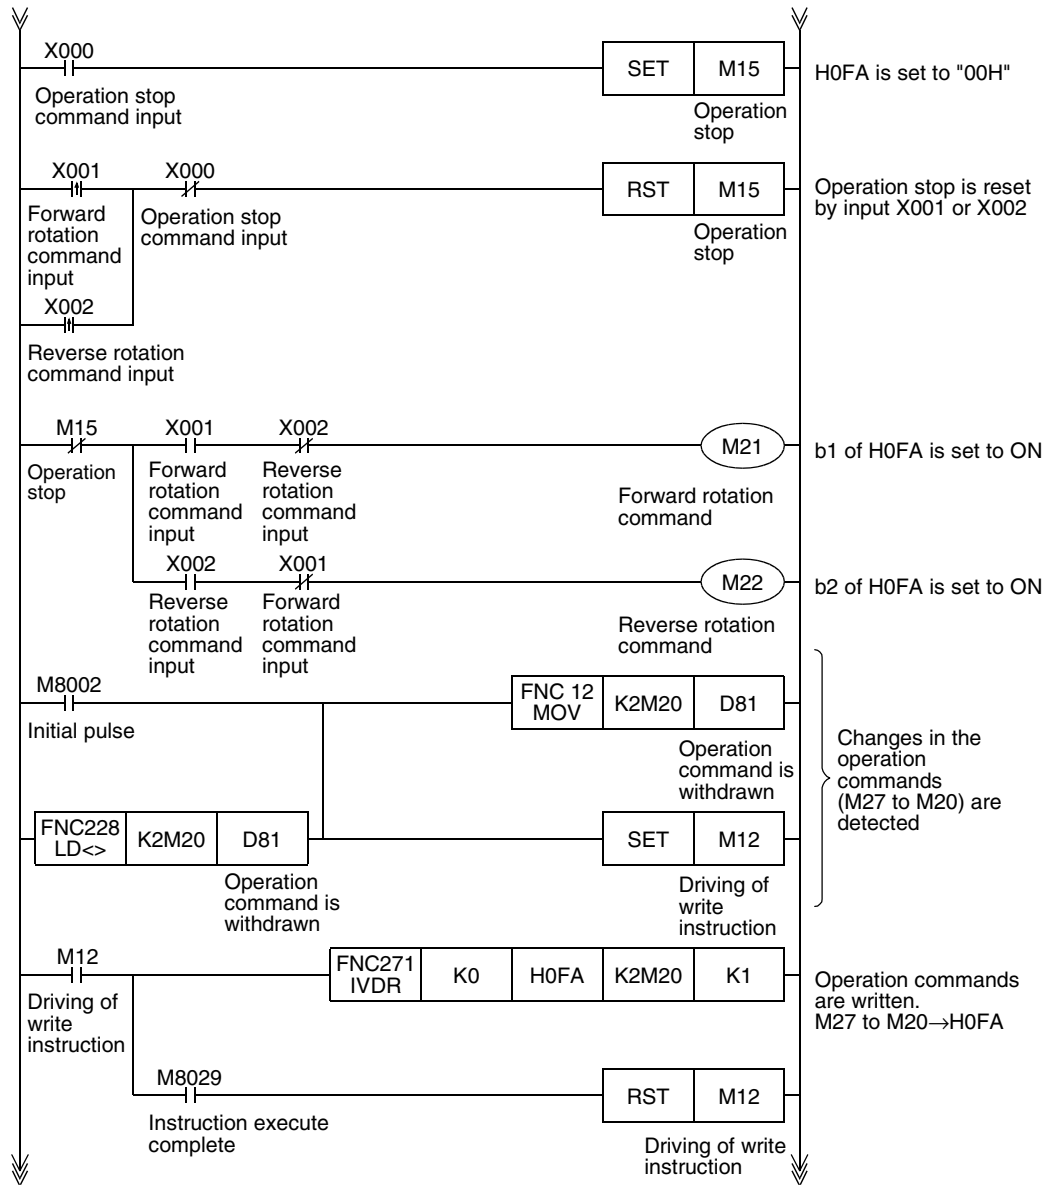 X000
SET M15
H0FA is set to "00H"
Operation stop
command input
Operation
stop
X001 X000
RST M15
Operation stop is reset
by input X001 or X002
Forward
rotation
command
input
Operation stop
command input
Operation
stop
X002
Reverse rotation
command input
M15 X001 X002
M21
b1 of H0FA is set to ON
Operation
stop
Forward
rotation
command
input
Reverse
rotation
command
input
Forward rotation
command
X002 X001
M22
b2 of H0FA is set to ON
Reverse
rotation
command
input
Forward
rotation
command
input
Reverse rotation
command
M8002
FNC 12
MOV
K2M20 D81
Initial pulse
Operation
command is
withdrawn
Changes in the
operation
commands
(M27 to M20) are
detected
FNC228
LD<>
K2M20 D81
SET M12
Operation
command is
withdrawn
Driving of
write
instruction
M12
FNC271
IVDR
K0 H0FA K2M20 K1
Operation commands
are written.
M27 to M20→H0FA
Driving of
write
instruction
M8029
RST M12
Instruction execute
complete
Driving of write
instruction